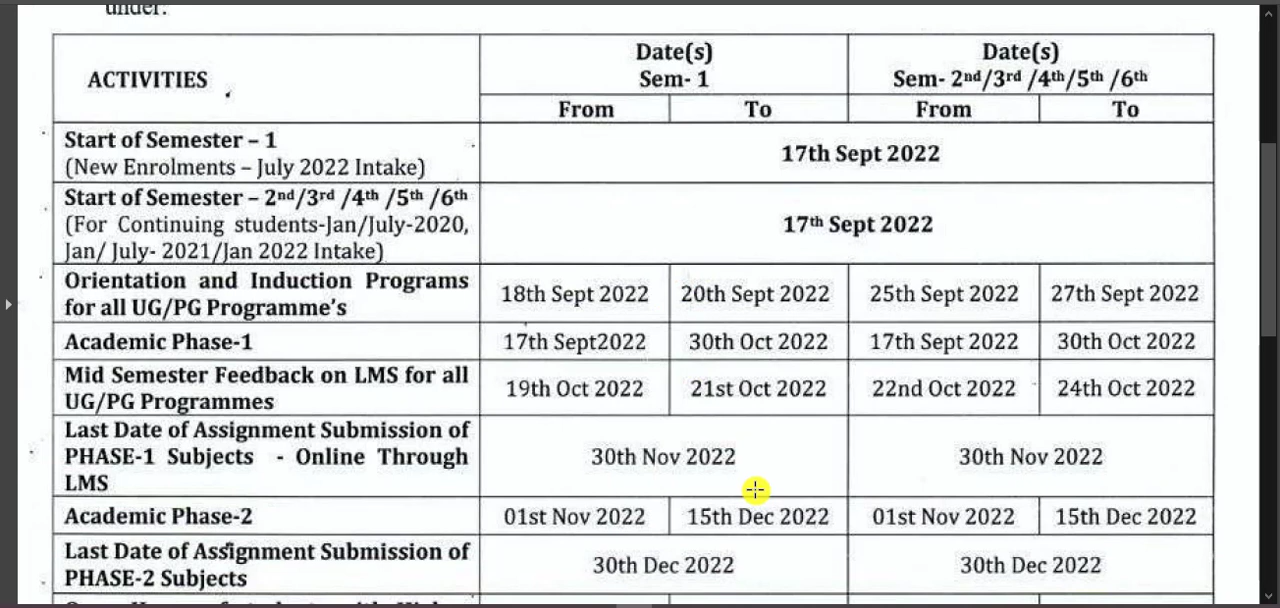 under:
ACTIVITIES
Date(s)
Sem- 1
Date(s)
Sem- 2nd/3rd /4th/5th /6th
From
To
From
To
Start of Semester – 1
(New Enrolments – July 2022 Intake)
17th Sept 2022
Start of Semester – 2nd/3rd /4th /5th /6th
(For Continuing students-Jan/July-2020,
Jan/ July- 2021/Jan 2022 Intake)
17th Sept 2022
Orientation and Induction Programs
for all UG/PG Programme's
18th Sept 2022
20th Sept 2022
25th Sept 2022
27th Sept 2022
Academic Phase-1
17th Sept2022
30th Oct 2022
17th Sept 2022
30th Oct 2022
Mid Semester Feedback on LMS for all
UG/PG Programmes
19th Oct 2022
21st Oct 2022
22nd Oct 2022
24th Oct 2022
Last Date of Assignment Submission of
PHASE-1 Subjects - Online Through
LMS
30th Nov 2022
30th Nov 2022
Academic Phase-2
01st Nov 2022
15th Dec 2022
01st Nov 2022
15th Dec 2022
Last Date of Assignment Submission of
PHASE-2 Subjects
30th Dec 2022
30th Dec 2022